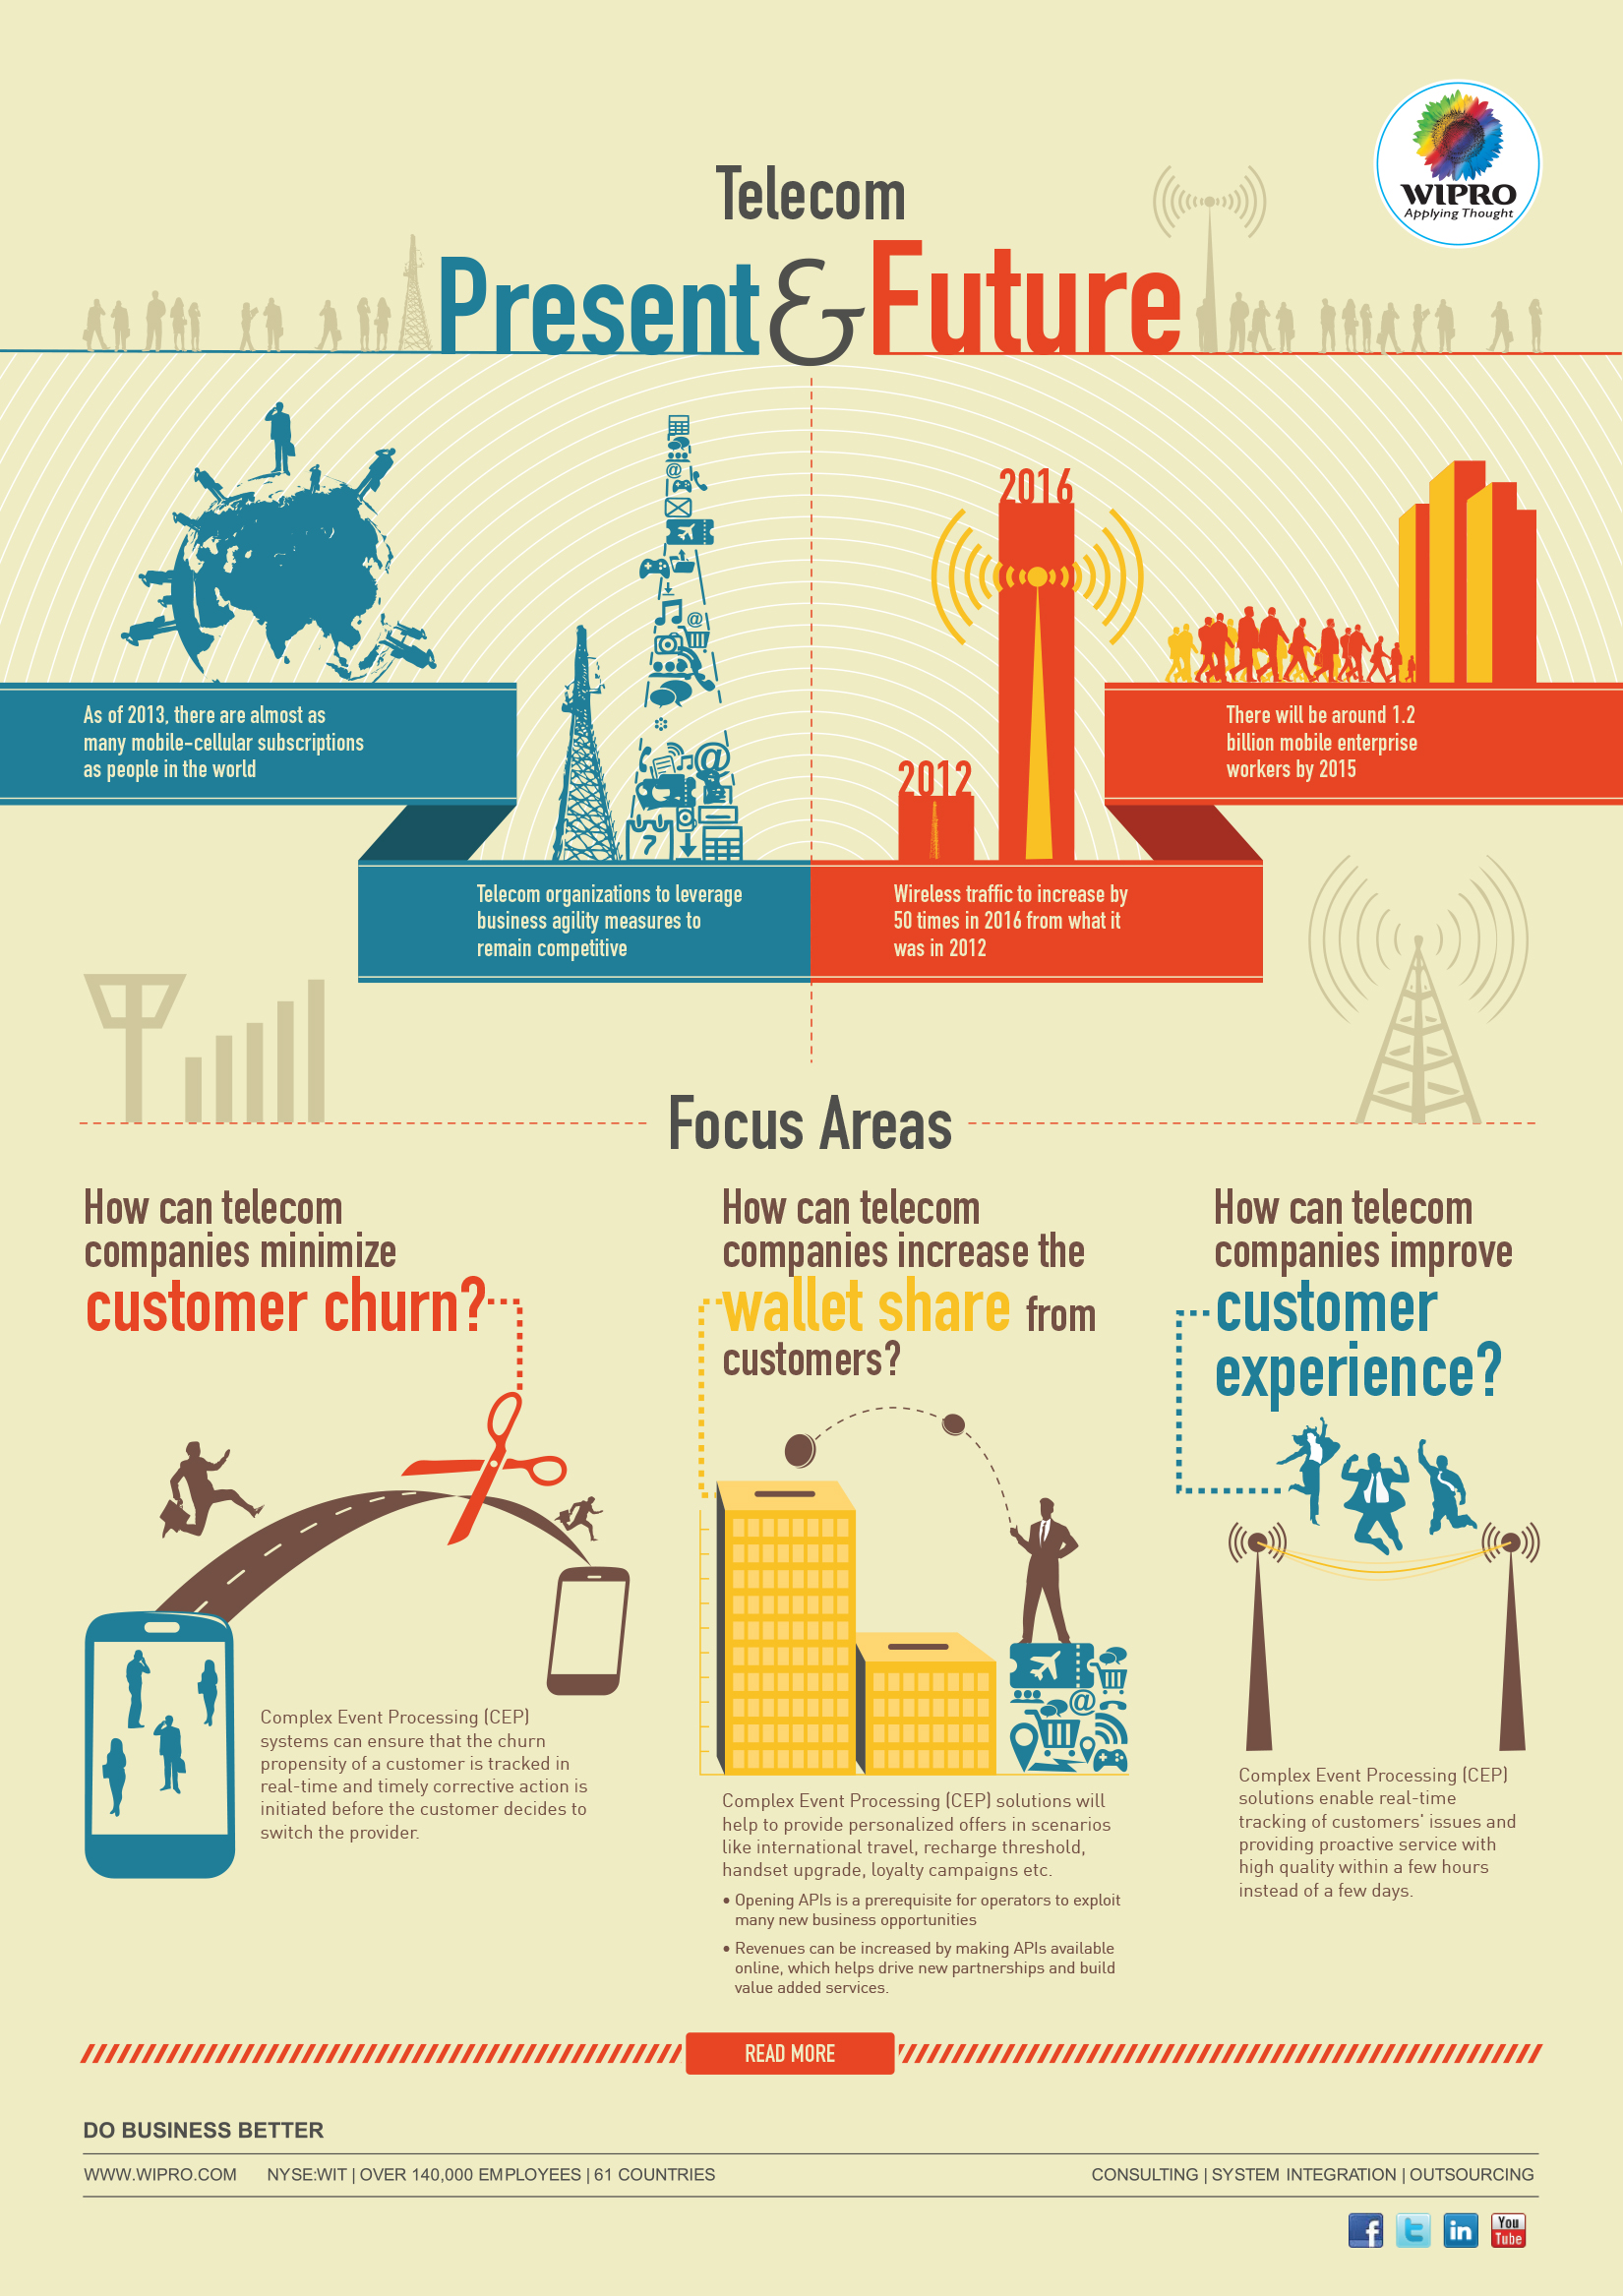 WIPRO
Applying Thought
Telecom
Present & Future
2016
2012
As of 2013, there are almost as
many mobile-cellular subscriptions
as people in the world
Telecom organizations to leverage
business agility measures to
remain competitive
Wireless traffic to increase by
50 times in 2016 from what it
was in 2012
There will be around 1.2
billion mobile enterprise
workers by 2015
@
@
@
7
Focus Areas
How can telecom
companies minimize
customer churn?
Complex Event Processing (CEP)
systems can ensure that the churn
propensity of a customer is tracked in
real-time and timely corrective action is
initiated before the customer decides to
switch the provider.
How can telecom
companies increase the
wallet share from
customers?
@
Complex Event Processing (CEP) solutions will
help to provide personalized offers in scenarios
like international travel, recharge threshold,
handset upgrade, loyalty campaigns etc.
• Opening APIs is a prerequisite for operators to exploit
many new business opportunities
• Revenues can be increased by making APIs available
online, which helps drive new partnerships and build
value added services.
How can telecom
companies improve
customer
experience?
Complex Event Processing (CEP)
solutions enable real-time
tracking of customers' issues and
providing proactive service with
high quality within a few hours
instead of a few days.
READ MORE
DO BUSINESS BETTER
WWW.WIPRO.COM NYSE:WIT | OVER 140,000 EMPLOYEES | 61 COUNTRIES
CONSULTING | SYSTEM INTEGRATION | OUTSOURCING
f
t
in
You
Tube